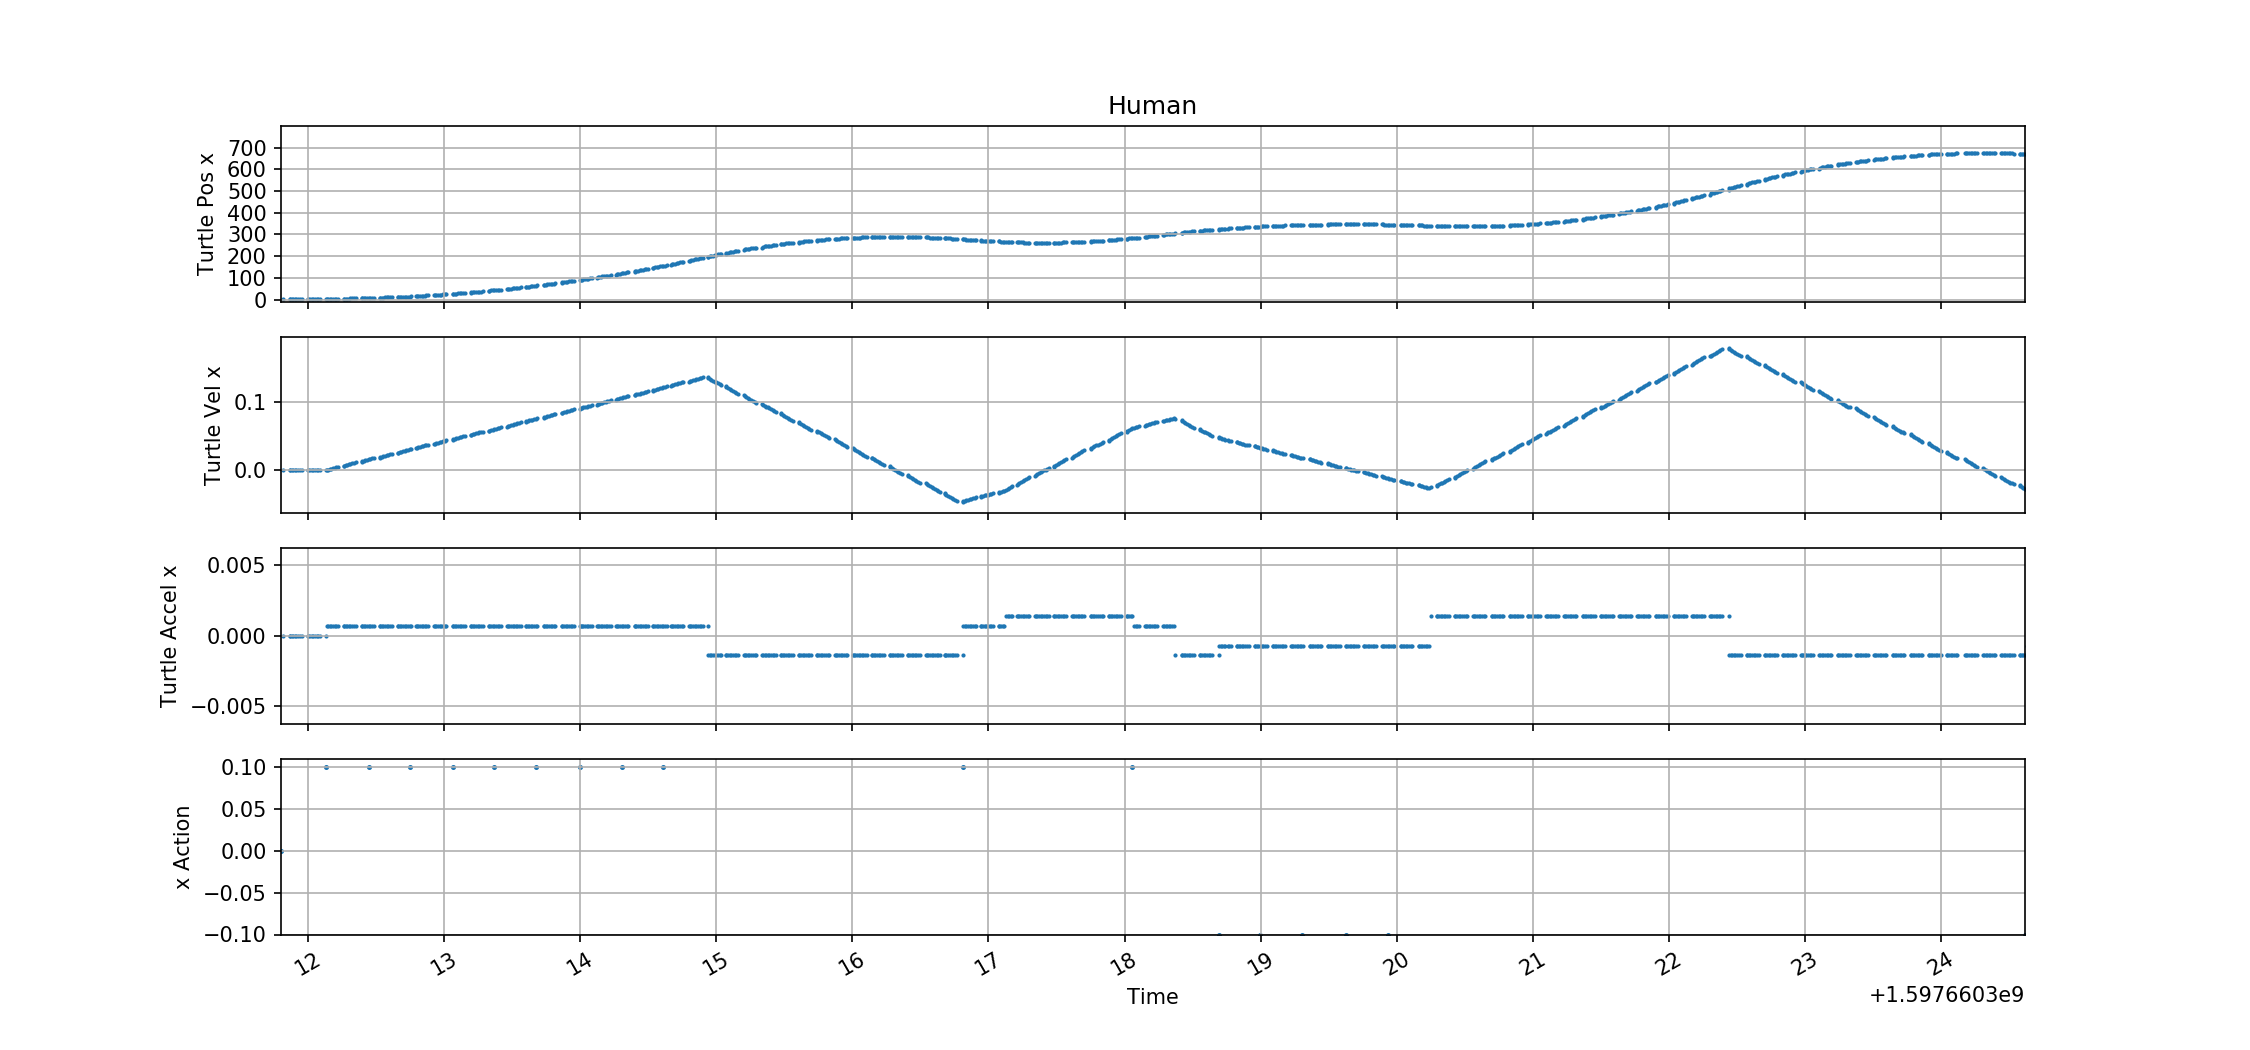 Human
Turtle Pos x
700
600
500
400
300
200
100
0
Turtle Vel x
0.1
0.0
Turtle Accel x
0.005
0.000
−0.005
x Action
0.10
0.05
0.00
−0.05
−0.10
12 13 14 15 16 17 18 19 20 21 22 23 24
Time
+1.5976603e9